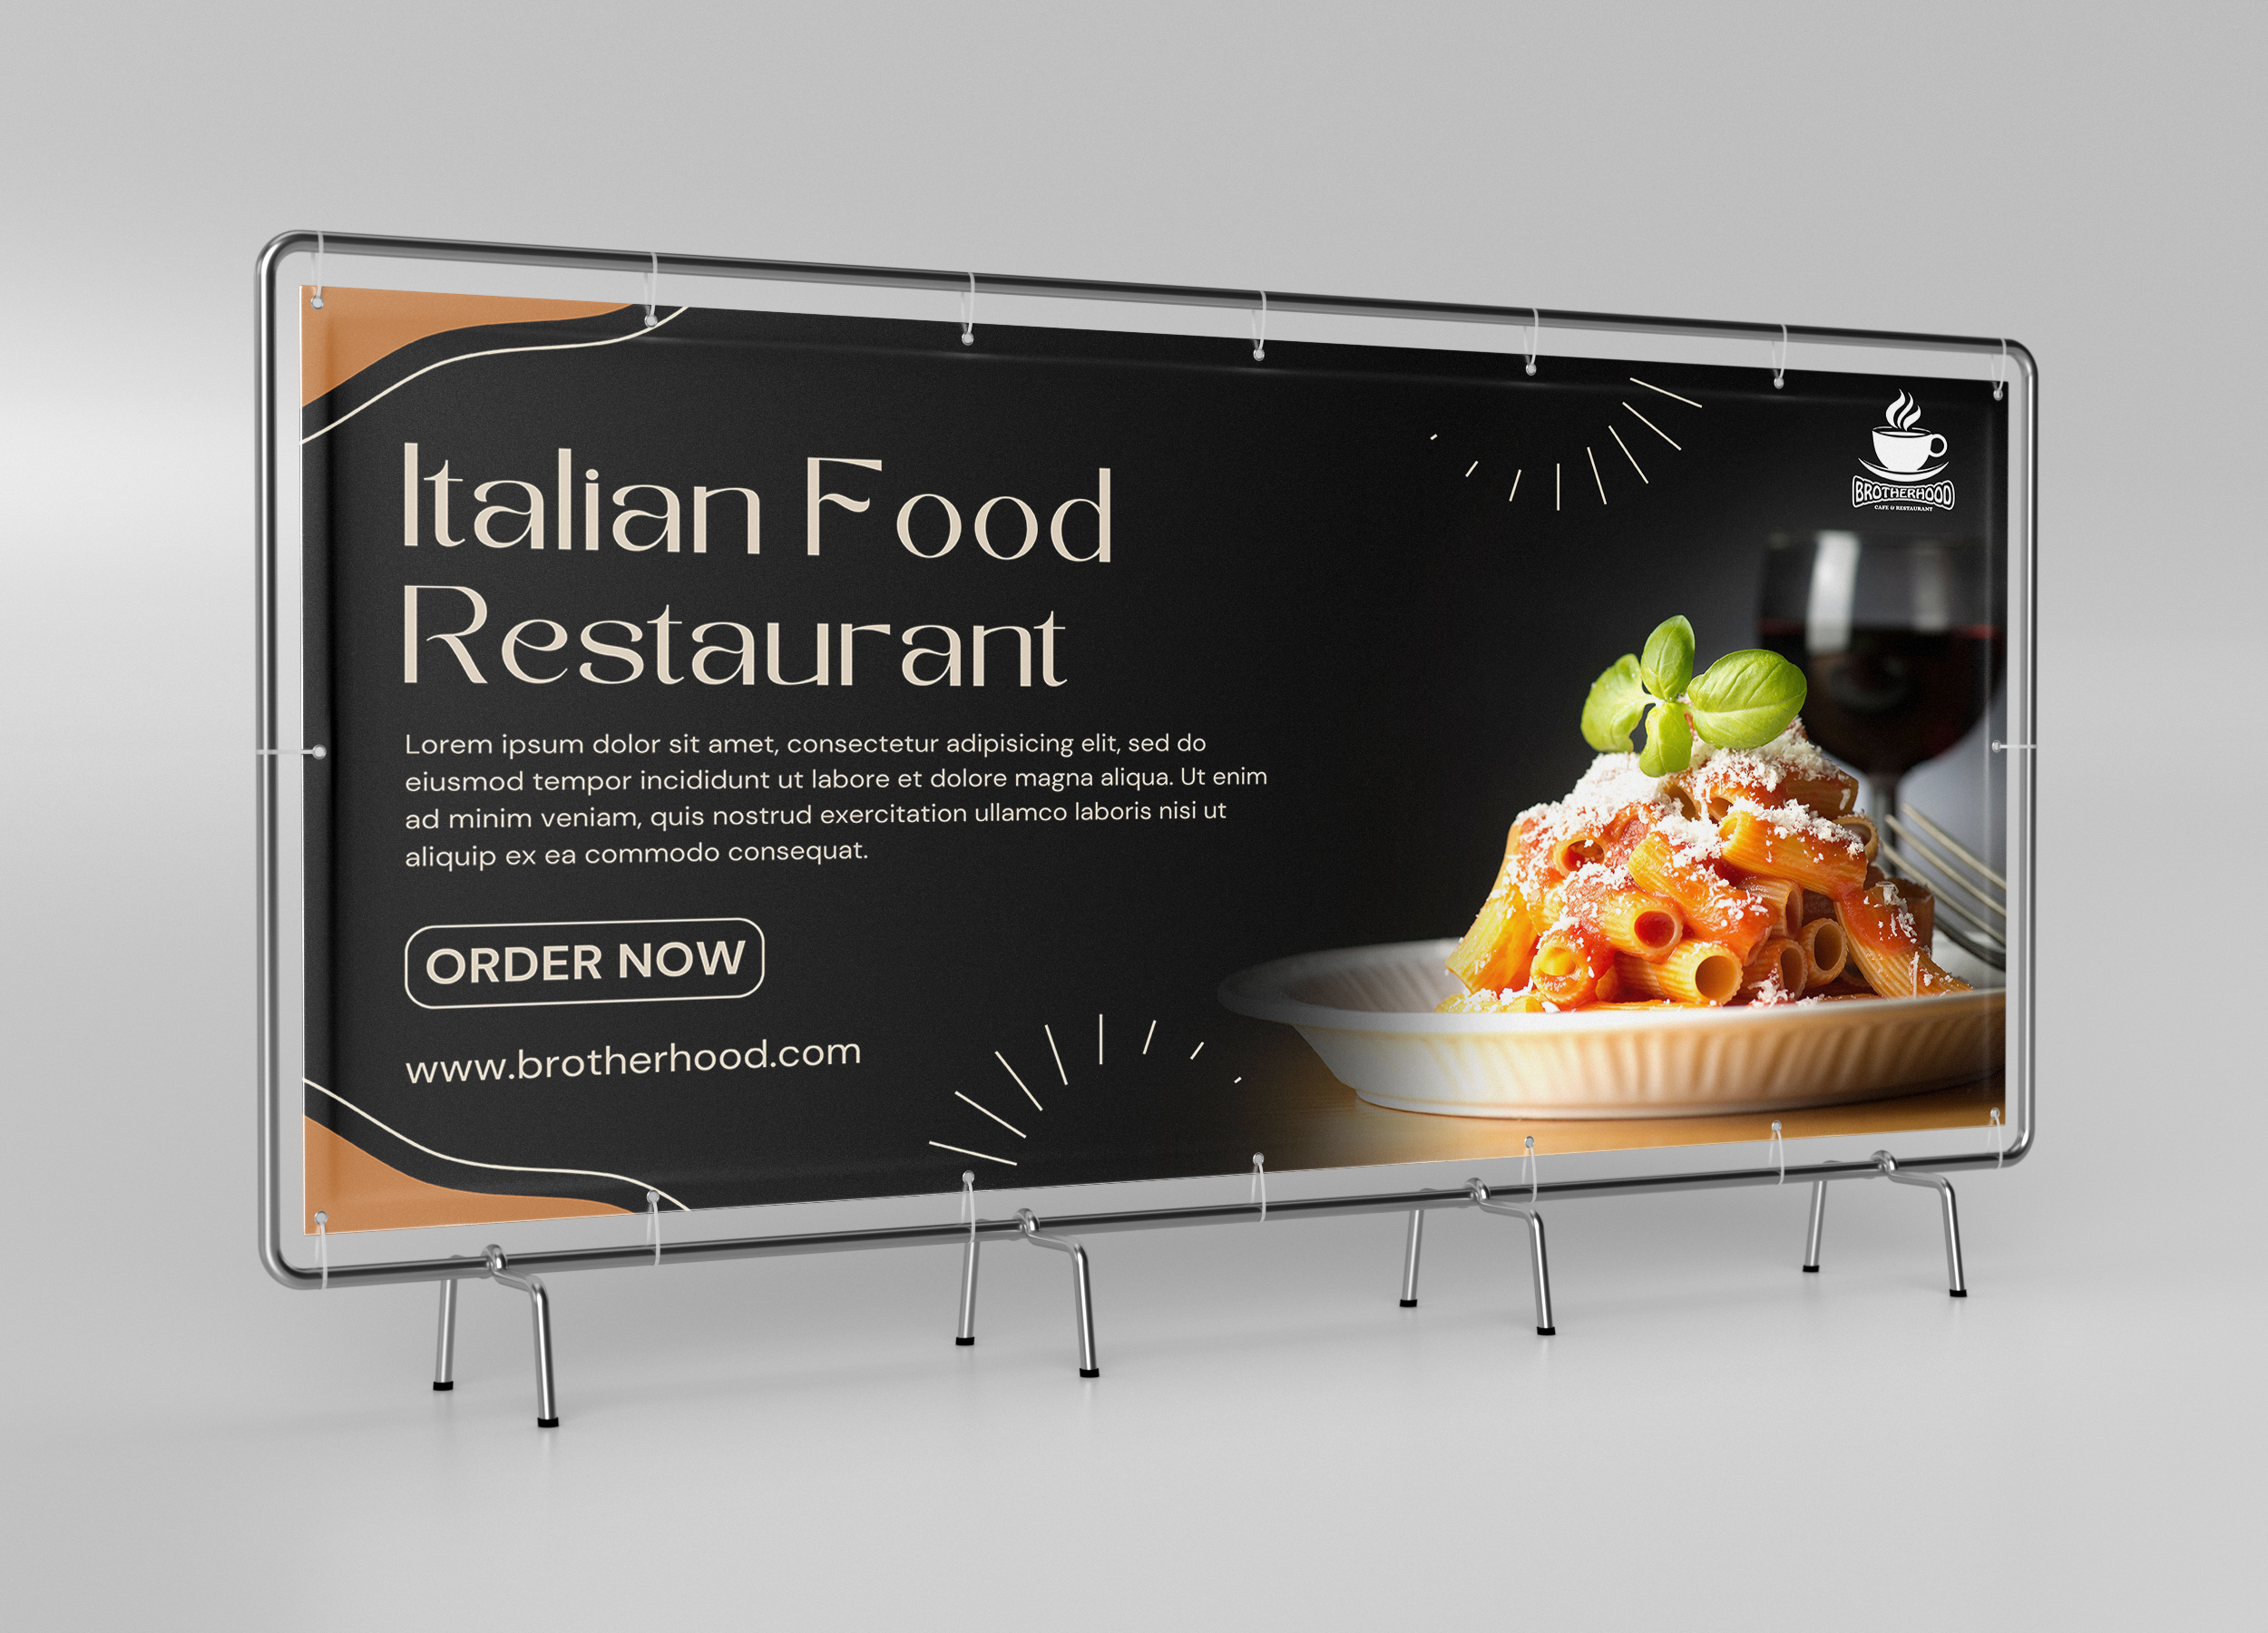 Italian Food
Restaurant
Lorem ipsum dolor sit amet, consectetur adipisicing elit, sed do
eiusmod tempor incididunt ut labore et dolore magna aliqua. Ut enim
ad minim veniam, quis nostrud exercitation ullamco laboris nisi ut
aliquip ex ea commodo consequat.
ORDER NOW
www.brotherhood.com
BROTHERHOOD
CAFE & RESTAURANT